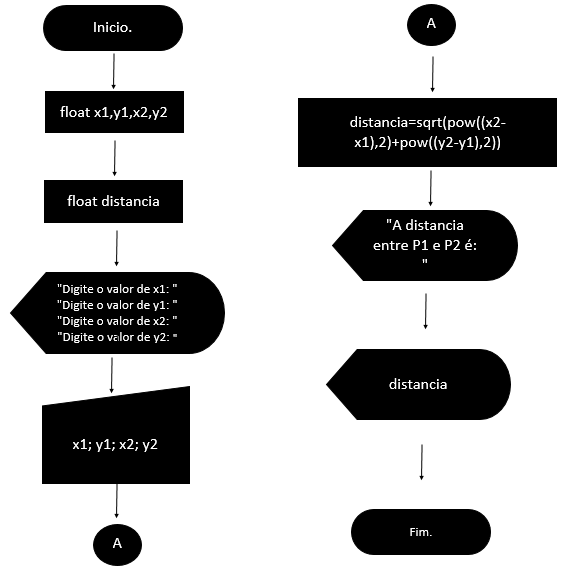 Inicio.
float x1,y1,x2,y2
float distancia
"Digite o valor de x1: "
"Digite o valor de y1: "
"Digite o valor de x2: "
"Digite o valor de y2: "
x1; y1; x2; y2
A
A
distancia=sqrt(pow((x2-
x1),2)+pow((y2-y1),2))
"A distancia
entre P1 e P2 é:
"
distancia
Fim.